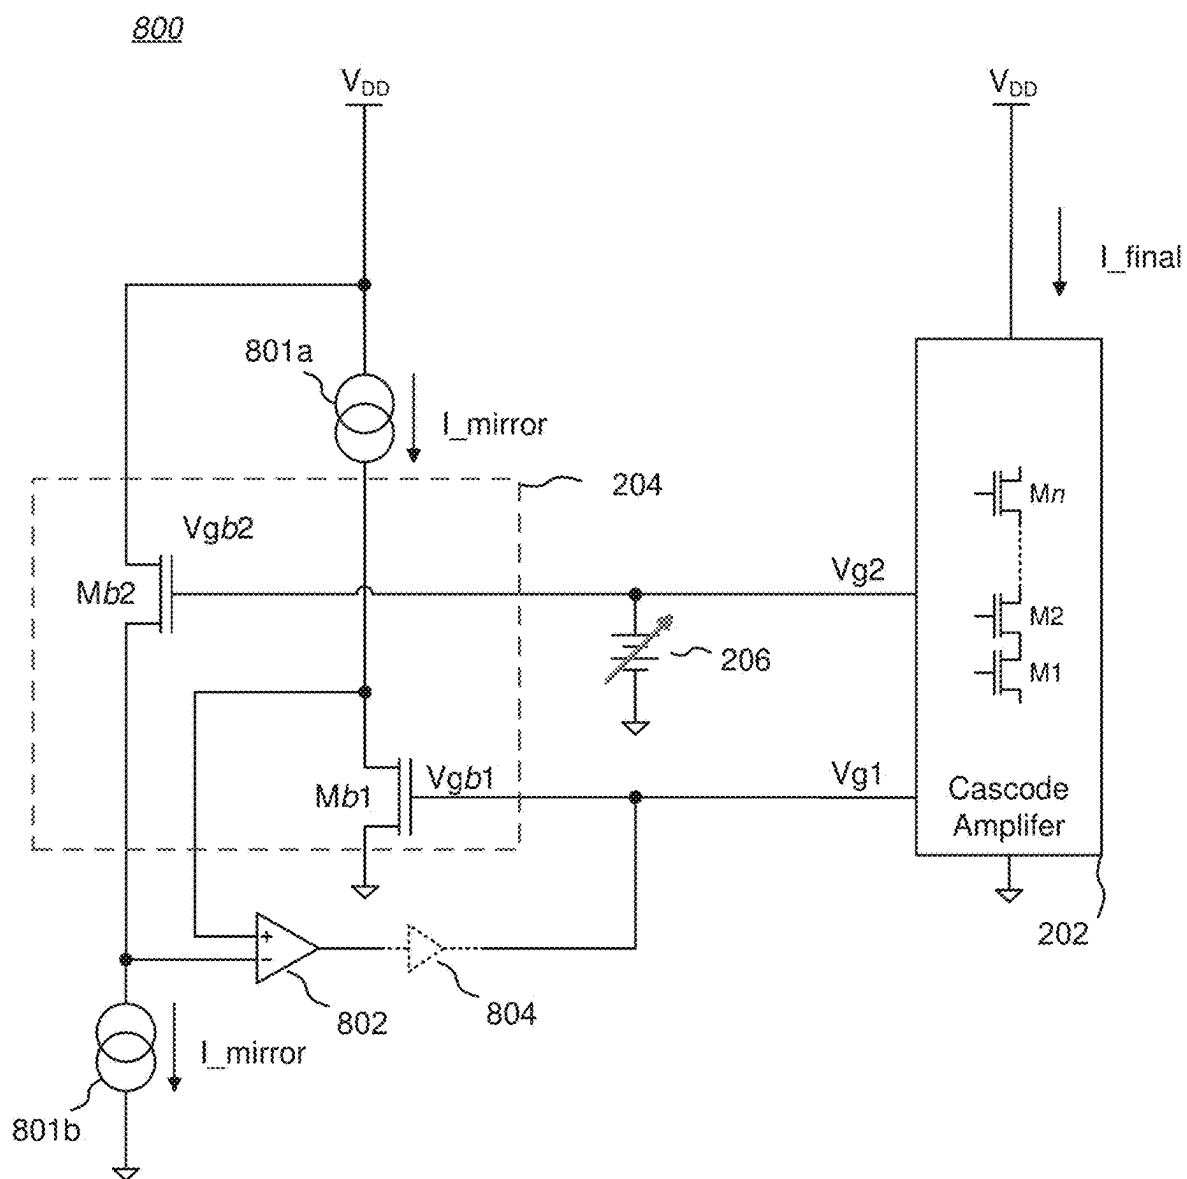 800
VDD
VDD
I_final
801a
I_mirror
204
Vgb2
Mn
Mb2
Vg2
M2
206
M1
Vgb1
Vg1
Mb1
Cascode
Amplifer
+
−
202
802
804
I_mirror
801b